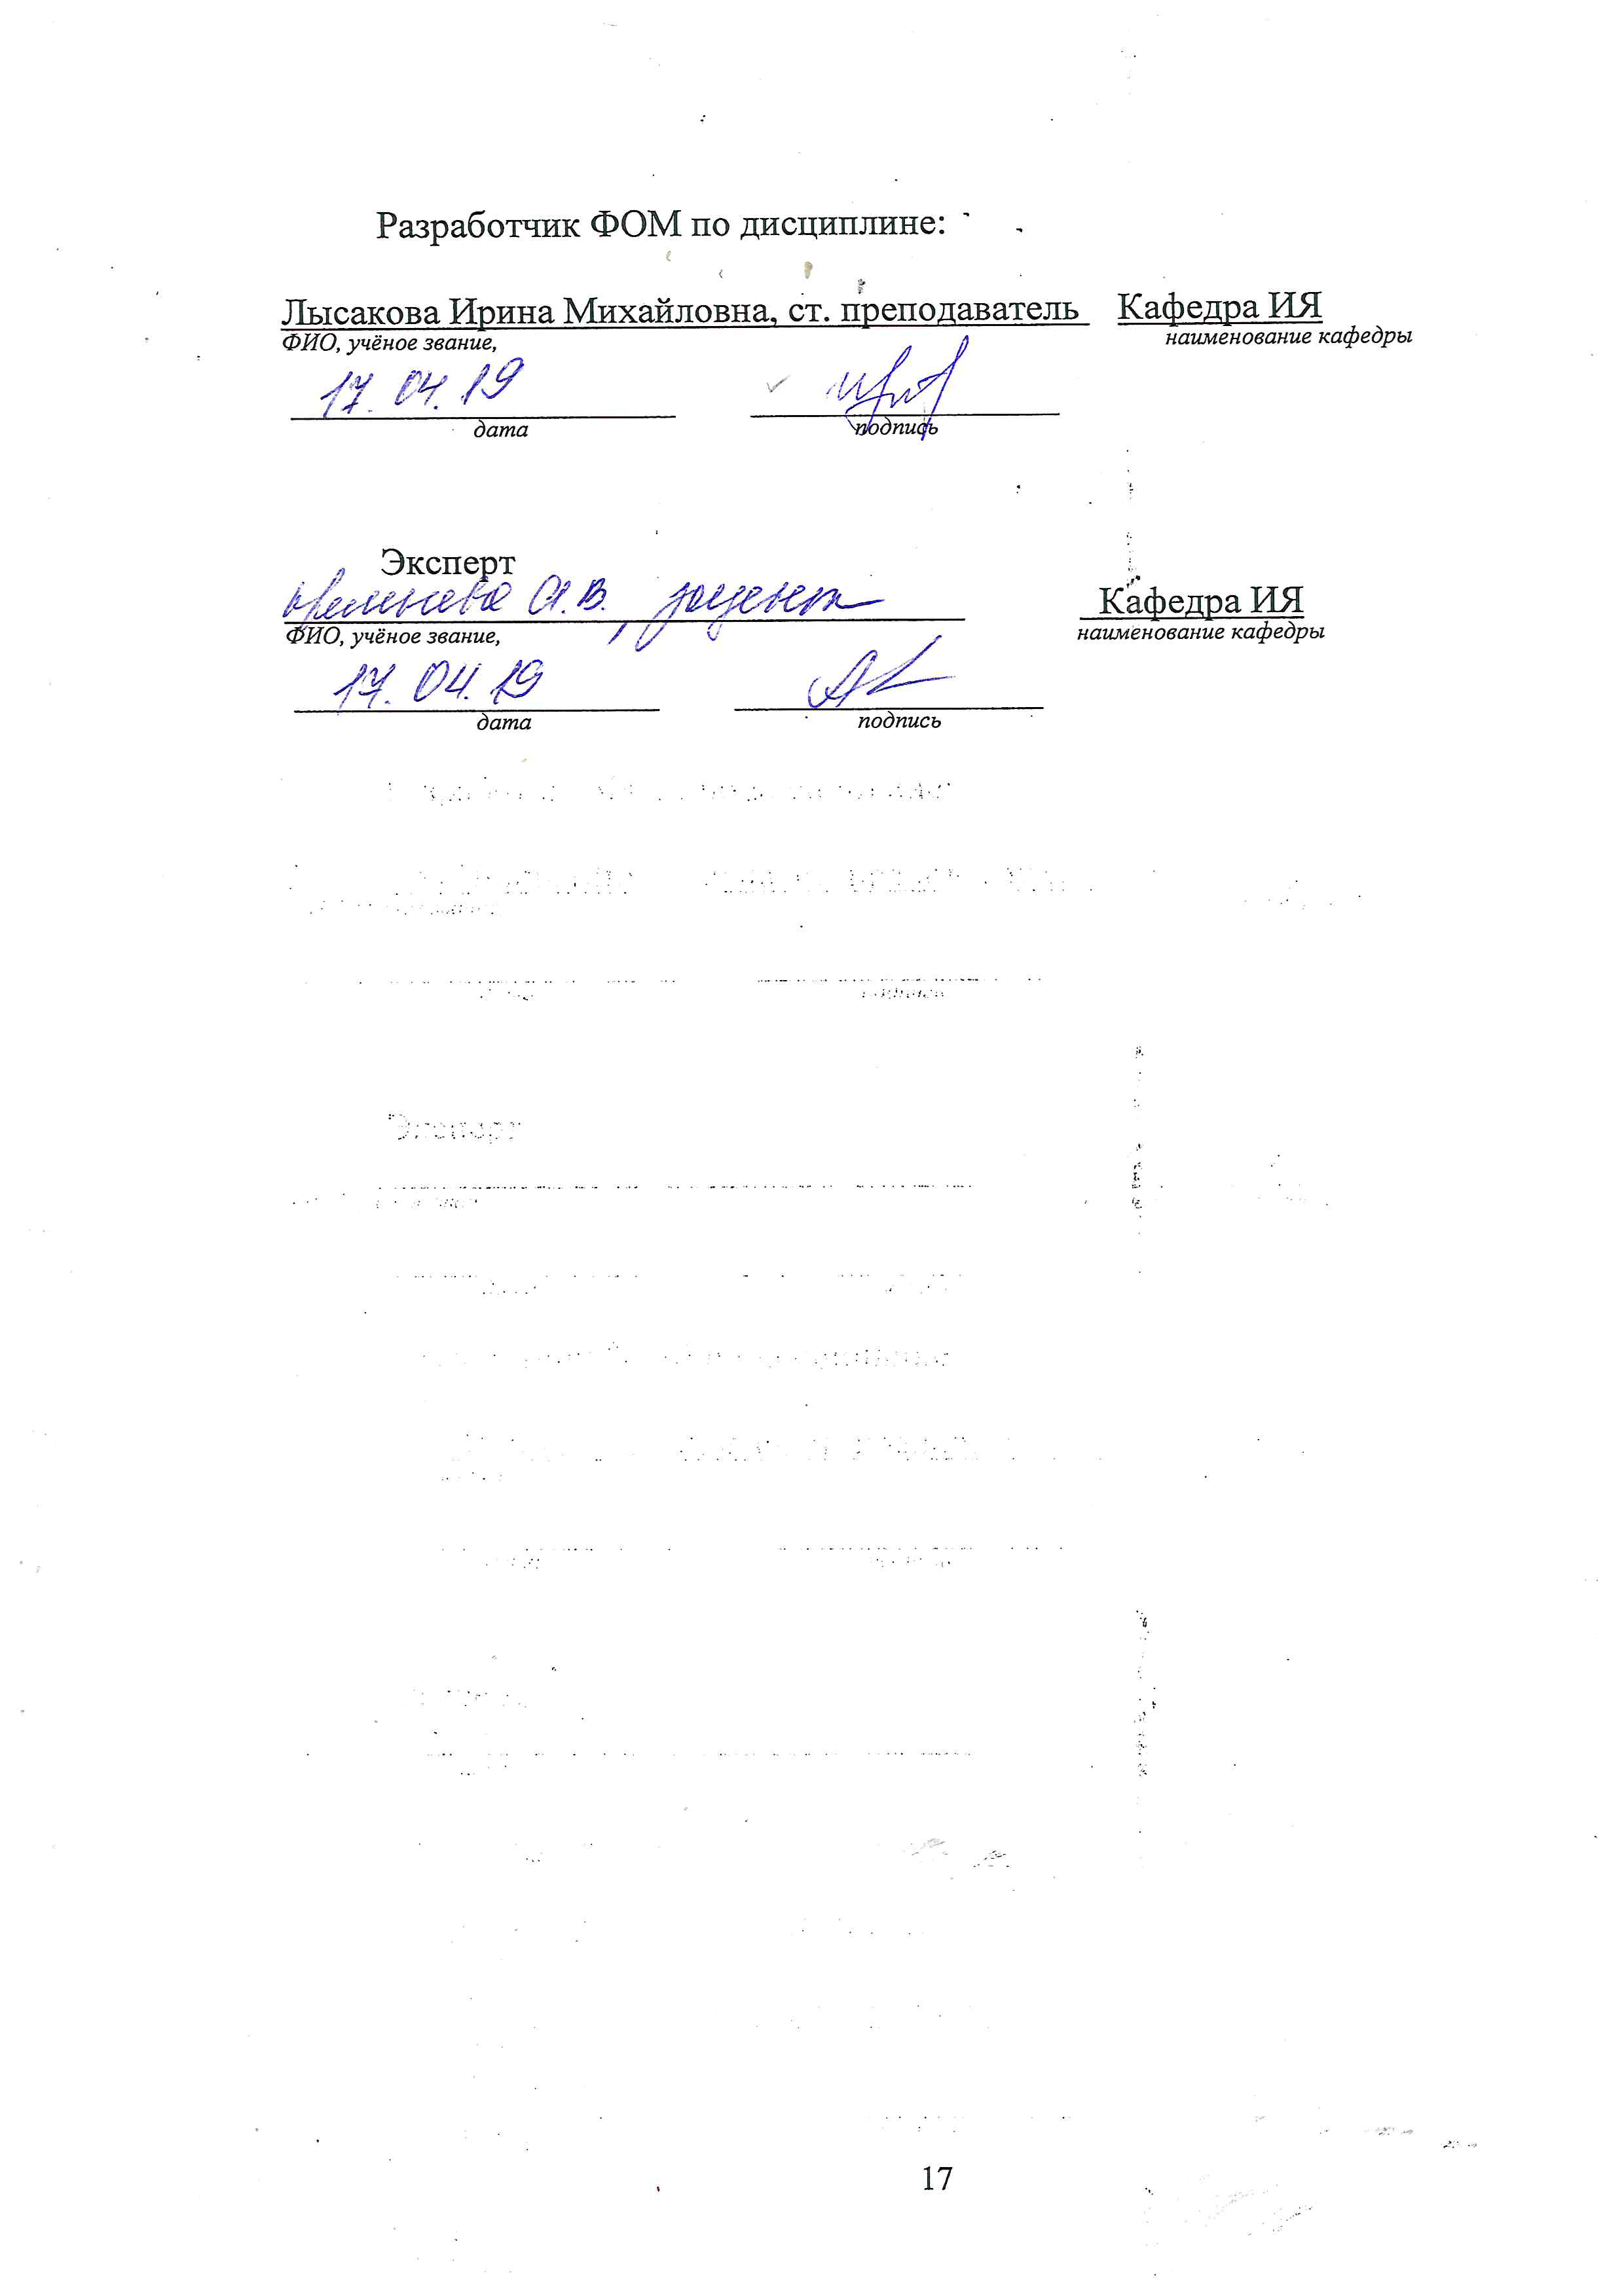 Разработчик ФОМ по дисциплине:
Лысакова Ирина Михайловна, ст. преподаватель Кафедра ИЯ
ФИО, учёное звание, наименование кафедры
17.04.19
дата подпись
Эксперт
А.В., доцент Кафедра ИЯ
ФИО, учёное звание, наименование кафедры
17.04.19
дата подпись
17